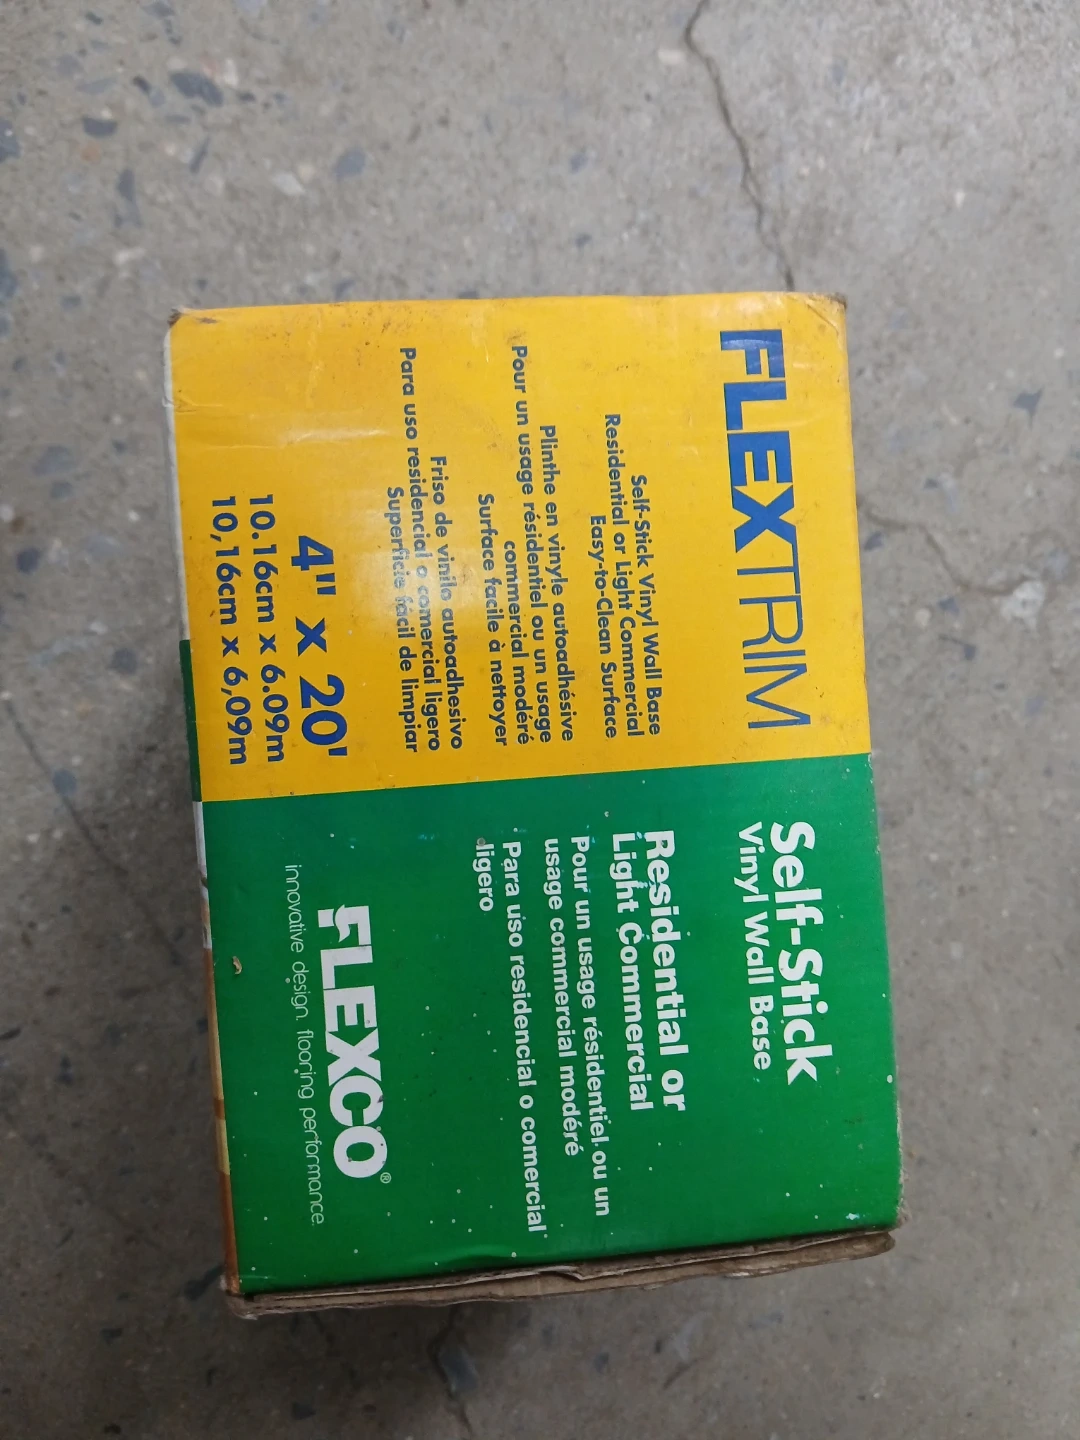 FLEXTRIM
Self-Stick Vinyl Wall Base
Residential or Light Commercial
Easy-to-Clean Surface
Plinthe en vinyle autoadhésive
Pour un usage résidentiel ou un usage
commercial modéré
Surface facile à nettoyer
Friso de vinilo autoadhesivo
Para uso residencial o comercial ligero
Superficie fácil de limpiar
4" x 20'
10.16cm x 6.09m
10,16cm x 6,09m
Self-Stick
Vinyl Wall Base
Residential or
Light Commercial
Pour un usage résidentiel ou un
usage commercial modéré
Para uso residencial o comercial
ligero
FLEXCO®
innovative design, flooring performance.